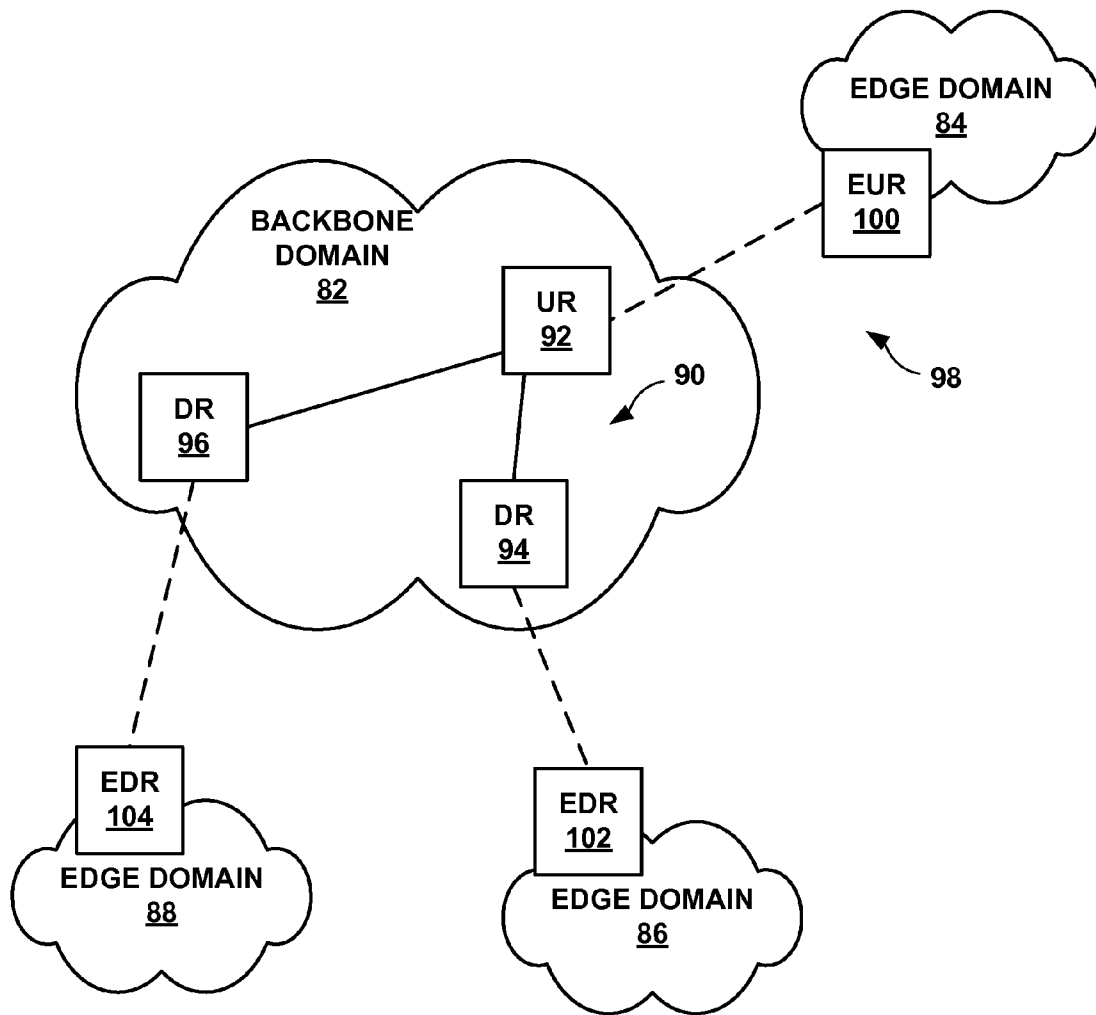 EDGE DOMAIN
84
EUR
100
BACKBONE
DOMAIN
82
UR
92
90
98
DR
96
DR
94
EDR
104
EDGE DOMAIN
88
EDR
102
EDGE DOMAIN
86